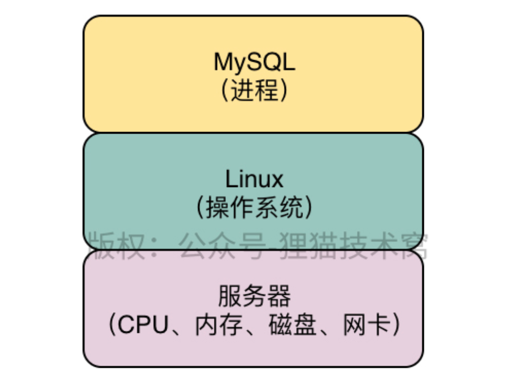 MySQL
（进程）
Linux
（操作系统）
版权：公众号-狸猫技术窝
服务器
（CPU、内存、磁盘、网卡）